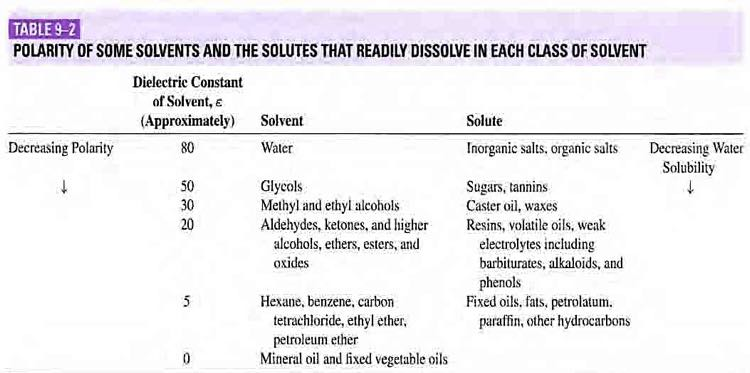 TABLE 9–2
POLARITY OF SOME SOLVENTS AND THE SOLUTES THAT READILY DISSOLVE IN EACH CLASS OF SOLVENT
Dielectric Constant
of Solvent, ε
(Approximately) Solvent Solute
Decreasing Polarity 80 Water Inorganic salts, organic salts Decreasing Water
Solubility
↓ 50 Glycols Sugars, tannins ↓
30 Methyl and ethyl alcohols Caster oil, waxes
20 Aldehydes, ketones, and higher Resins, volatile oils, weak
alcohols, ethers, esters, and electrolytes including
oxides barbiturates, alkaloids, and
phenols
5 Hexane, benzene, carbon Fixed oils, fats, petrolatum,
tetrachloride, ethyl ether, paraffin, other hydrocarbons
petroleum ether
0 Mineral oil and fixed vegetable oils